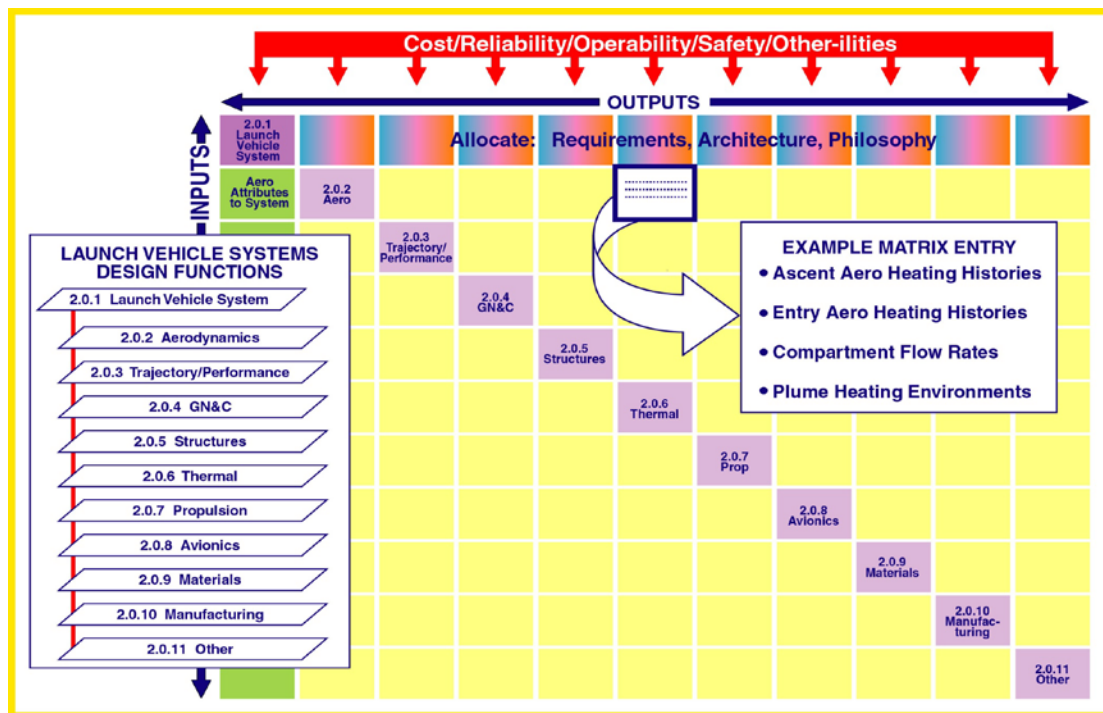 Cost/Reliability/Operability/Safety/Other-ilities
OUTPUTS
INPUTS
2.0.1
Launch
Vehicle
System
Allocate: Requirements, Architecture, Philosophy
Aero
Attributes
to System
2.0.2
Aero
2.0.3
Trajectory/
Performance
2.0.4
GN&C
2.0.5
Structures
2.0.6
Thermal
2.0.7
Prop
2.0.8
Avionics
2.0.9
Materials
2.0.10
Manufac-
turing
2.0.11
Other
LAUNCH VEHICLE SYSTEMS
DESIGN FUNCTIONS
2.0.1 Launch Vehicle System
2.0.2 Aerodynamics
2.0.3 Trajectory/Performance
2.0.4 GN&C
2.0.5 Structures
2.0.6 Thermal
2.0.7 Propulsion
2.0.8 Avionics
2.0.9 Materials
2.0.10 Manufacturing
2.0.11 Other
EXAMPLE MATRIX ENTRY
• Ascent Aero Heating Histories
• Entry Aero Heating Histories
• Compartment Flow Rates
• Plume Heating Environments